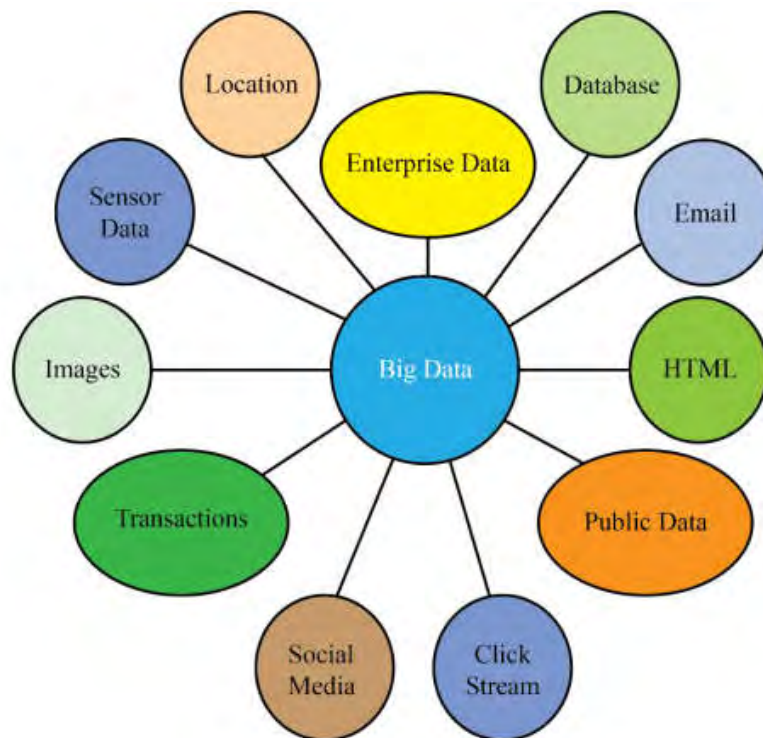 Location
Database
Enterprise Data
Sensor
Data
Email
Images
Big Data
HTML
Transactions
Public Data
Social
Media
Click
Stream